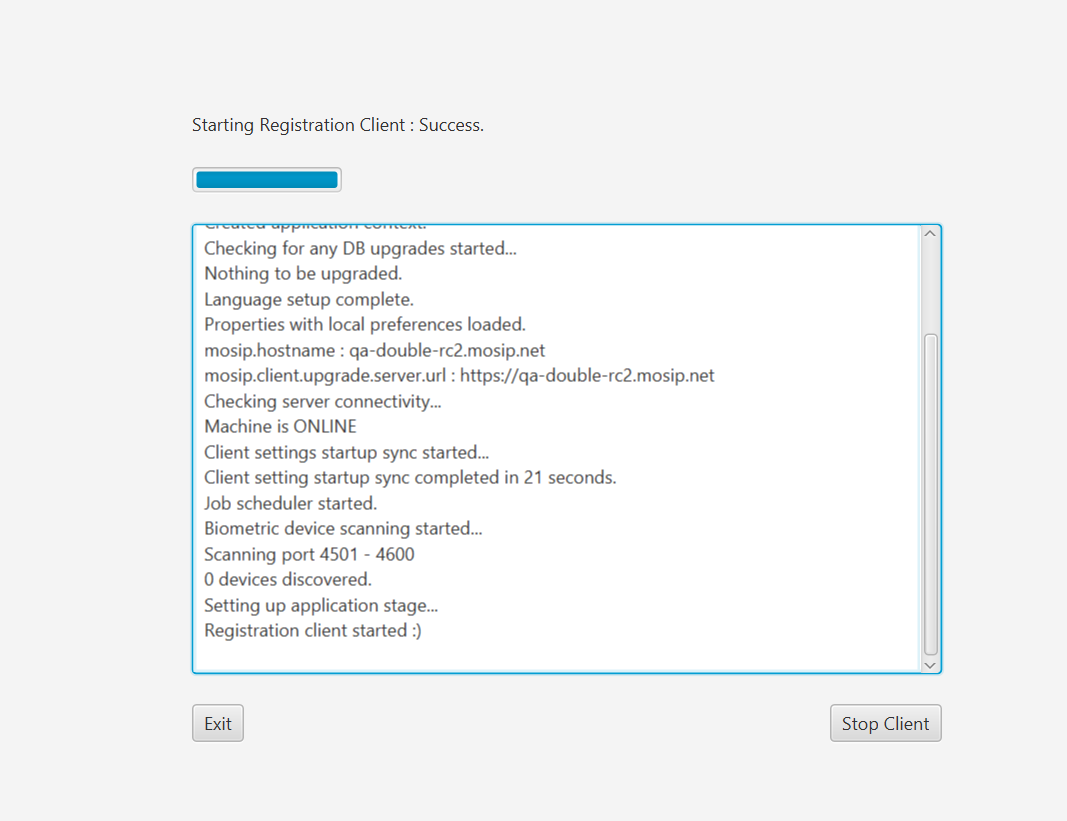 Starting Registration Client : Success.
Created application context.
Checking for any DB upgrades started...
Nothing to be upgraded.
Language setup complete.
Properties with local preferences loaded.
mosip.hostname : qa-double-rc2.mosip.net
mosip.client.upgrade.server.url : https://qa-double-rc2.mosip.net
Checking server connectivity...
Machine is ONLINE
Client settings startup sync started...
Client setting startup sync completed in 21 seconds.
Job scheduler started.
Biometric device scanning started...
Scanning port 4501 - 4600
0 devices discovered.
Setting up application stage...
Registration client started :)
Exit
Stop Client